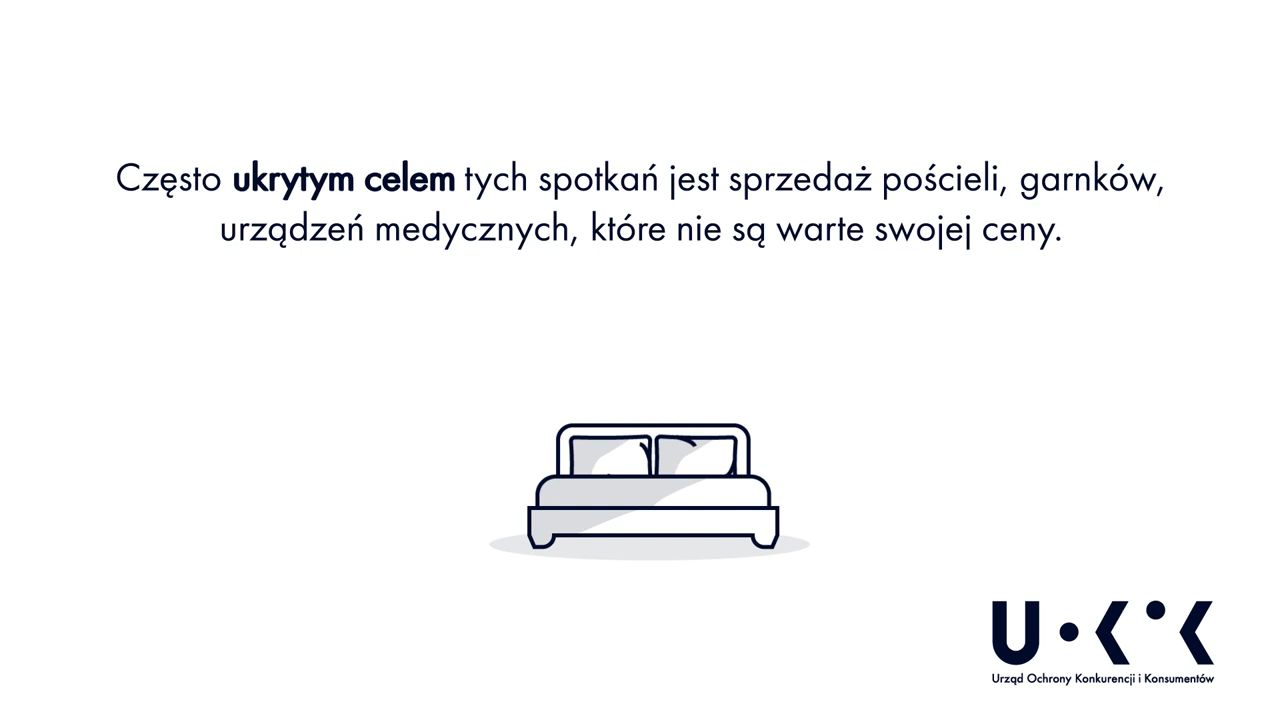 Często ukrytym celem tych spotkań jest sprzedaż pościeli, garnków,
urządzeń medycznych, które nie są warte swojej ceny.
UOKiK
Urząd Ochrony Konkurencji i Konsumentów